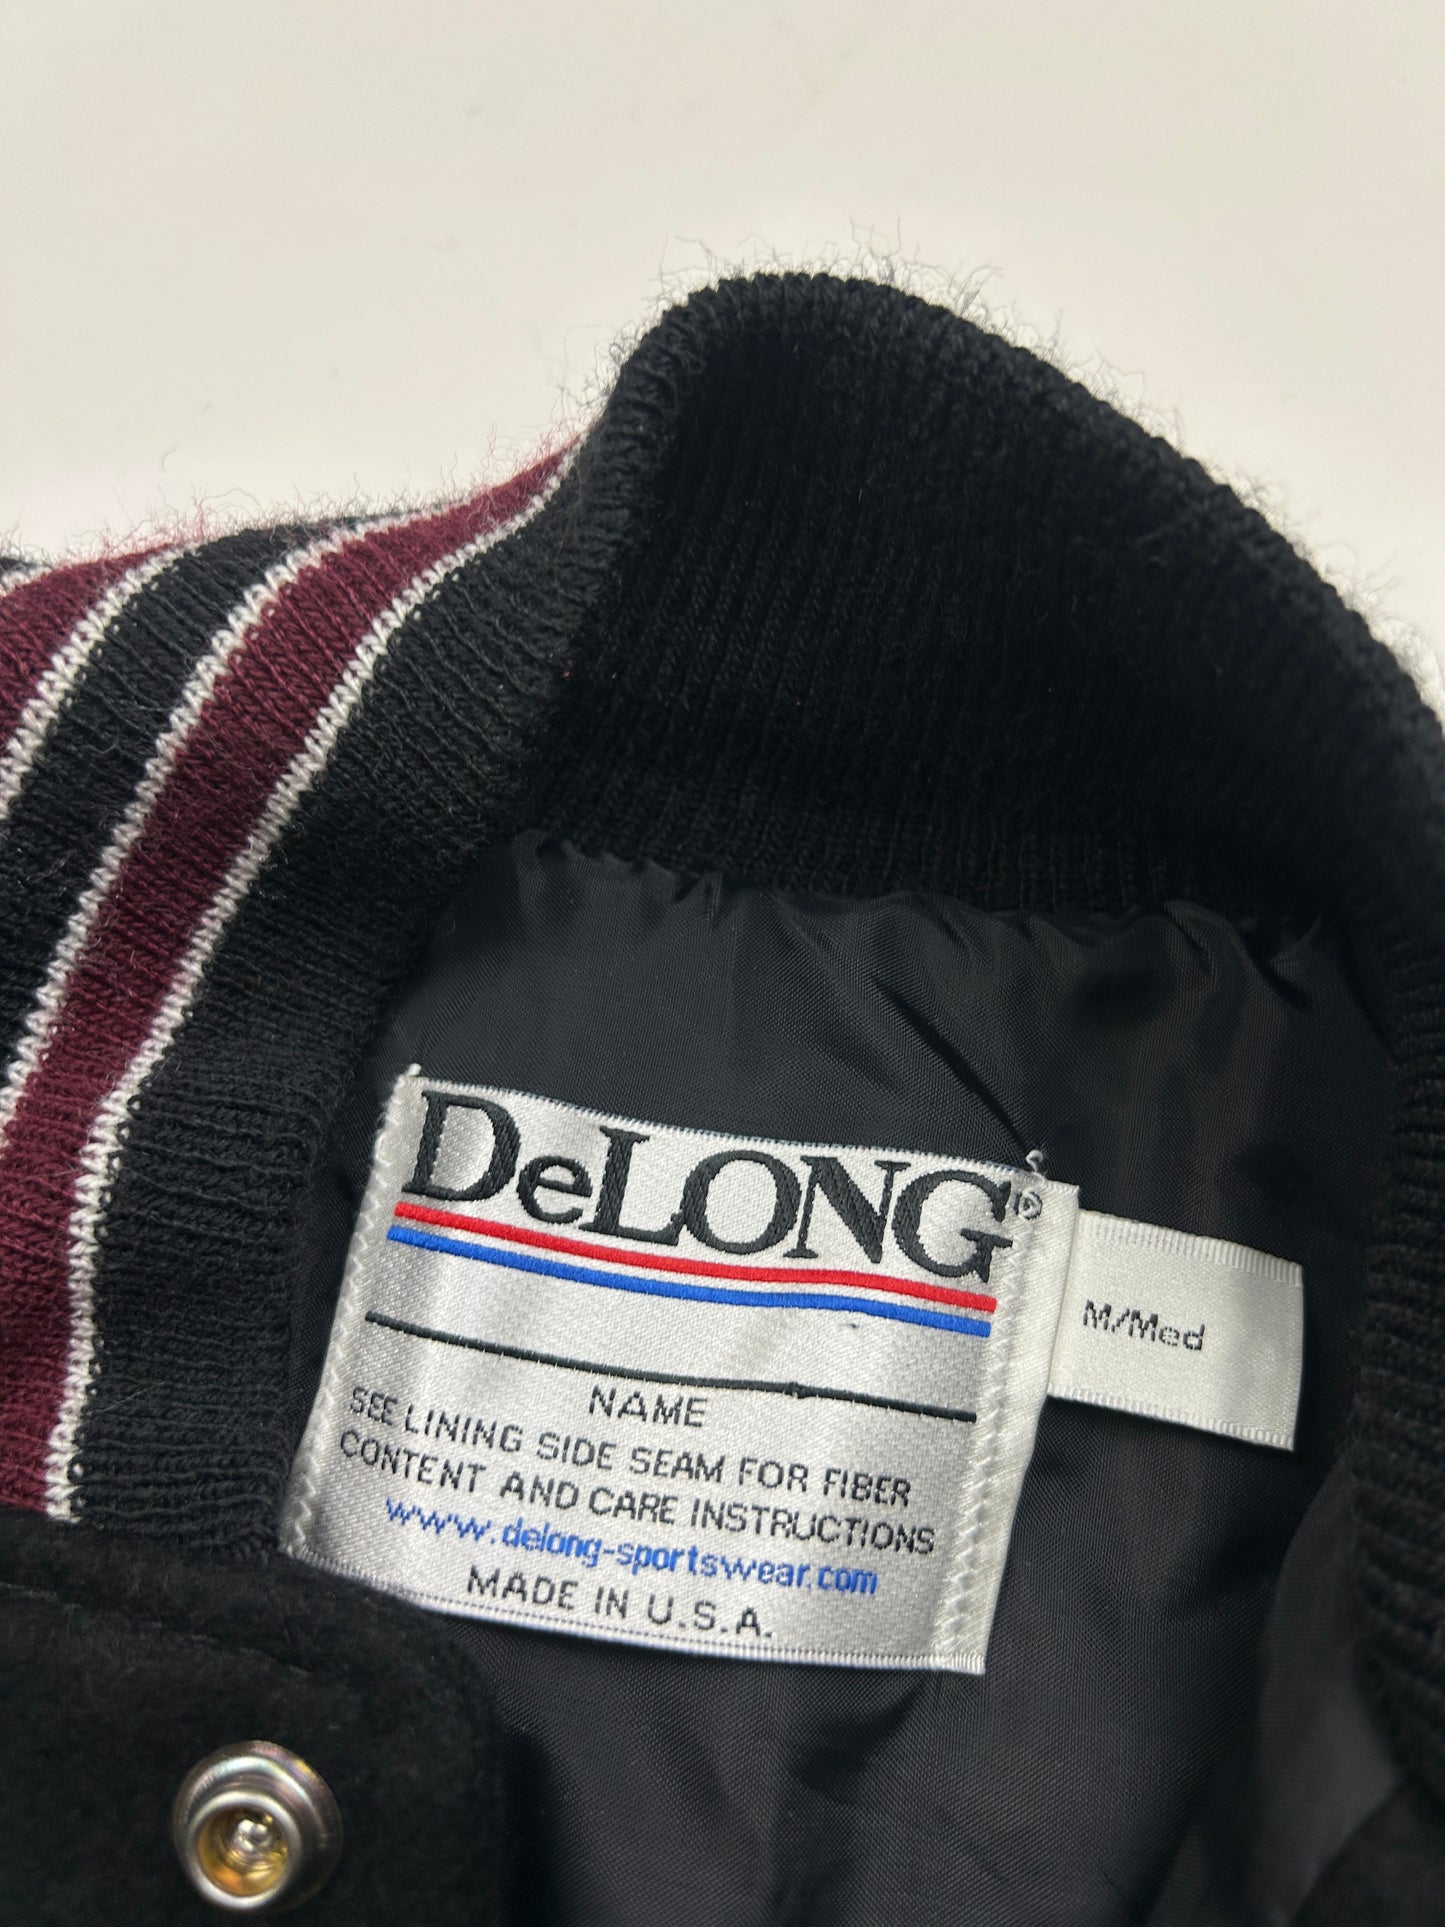 DeLONG®
M/Med
NAME
SEE LINING SIDE SEAM FOR FIBER
CONTENT AND CARE INSTRUCTIONS
www.delong-sportswear.com
MADE IN U.S.A.